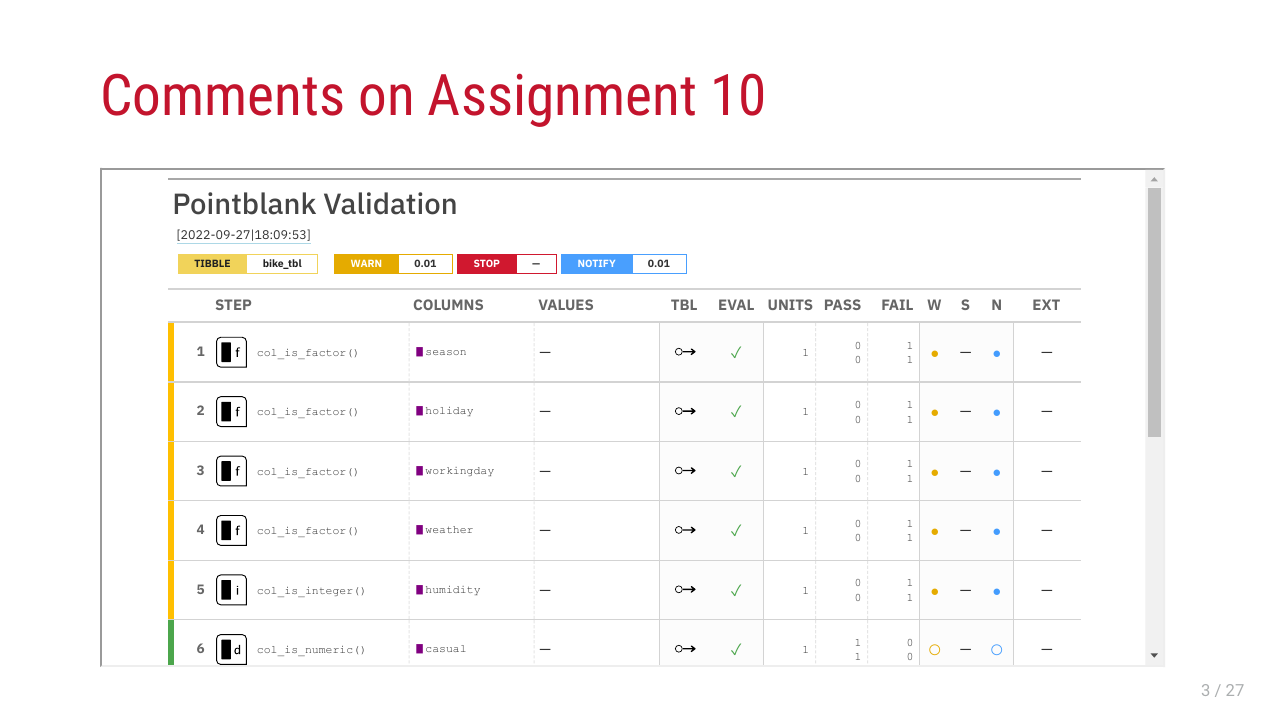 Comments on Assignment 10
Pointblank Validation
[2022-09-27|18:09:53]
TIBBLE bike_tbl WARN 0.01 STOP — NOTIFY 0.01
STEP COLUMNS VALUES TBL EVAL UNITS PASS FAIL W S N EXT
1 f col_is_factor() season — ✓ 1 0 0 1 1 — —
2 f col_is_factor() holiday — ✓ 1 0 0 1 1 — —
3 f col_is_factor() workingday — ✓ 1 0 0 1 1 — —
4 f col_is_factor() weather — ✓ 1 0 0 1 1 — —
5 i col_is_integer() humidity — ✓ 1 0 0 1 1 — —
6 d col_is_numeric() casual — ✓ 1 1 1 0 0 — —
3 / 27